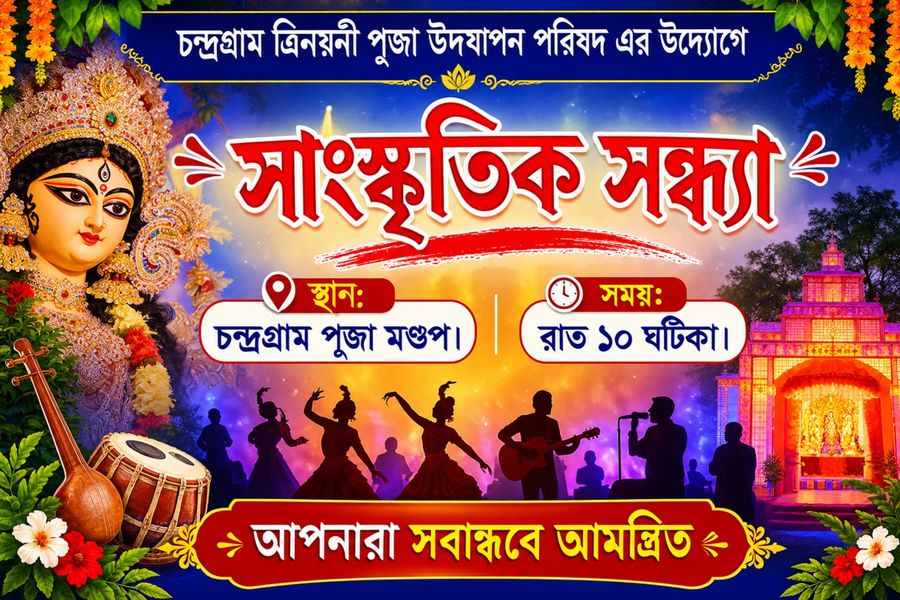 চন্দ্রগ্রাম ত্রিনয়নী পুজা উদযাপন পরিষদ এর উদ্যোগে
সাংস্কৃতিক সন্ধ্যা
স্থান:
চন্দ্রগ্রাম পুজা মণ্ডপ।
সময়:
রাত ১০ ঘটিকা।
আপনারা সবান্ধবে আমন্ত্রিত